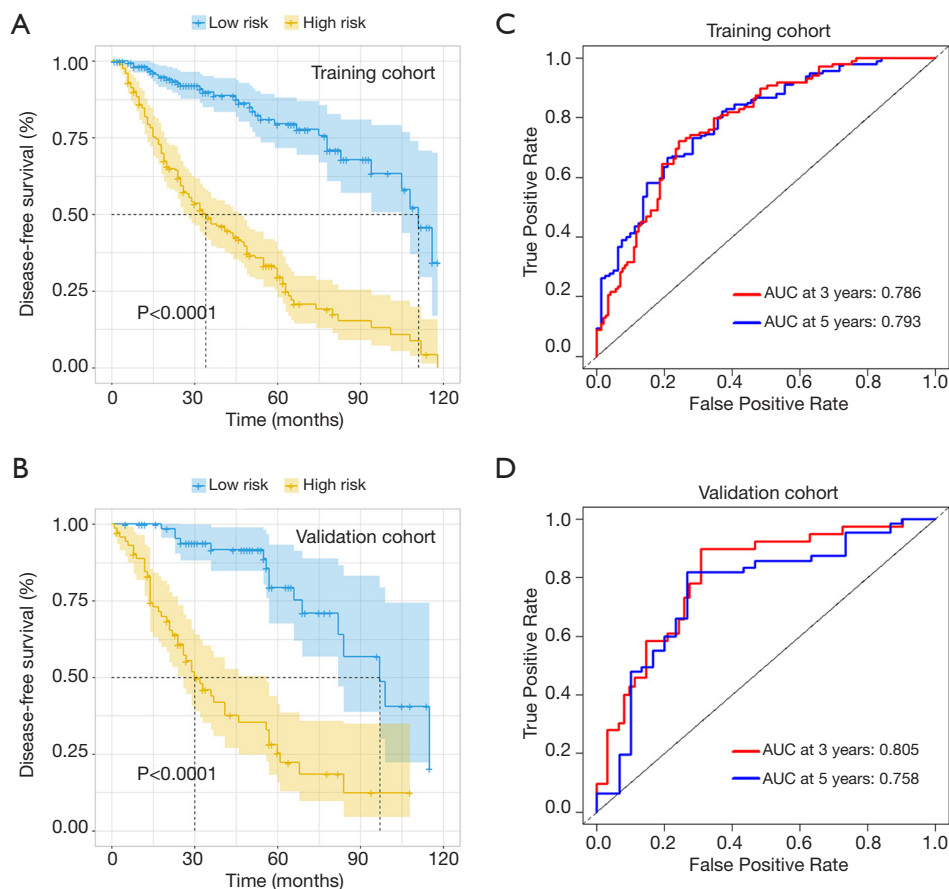 A
Low risk High risk
Training cohort
Disease-free survival (%)
1.00
0.75
0.50
0.25
0.00
P<0.0001
0 30 60 90 120
Time (months)
C
Training cohort
True Positive Rate
1.0
0.8
0.6
0.4
0.2
0.0
AUC at 3 years: 0.786
AUC at 5 years: 0.793
0.0 0.2 0.4 0.6 0.8 1.0
False Positive Rate
B
Low risk High risk
Validation cohort
Disease-free survival (%)
1.00
0.75
0.50
0.25
0.00
P<0.0001
0 30 60 90 120
Time (months)
D
Validation cohort
True Positive Rate
1.0
0.8
0.6
0.4
0.2
0.0
AUC at 3 years: 0.805
AUC at 5 years: 0.758
0.0 0.2 0.4 0.6 0.8 1.0
False Positive Rate